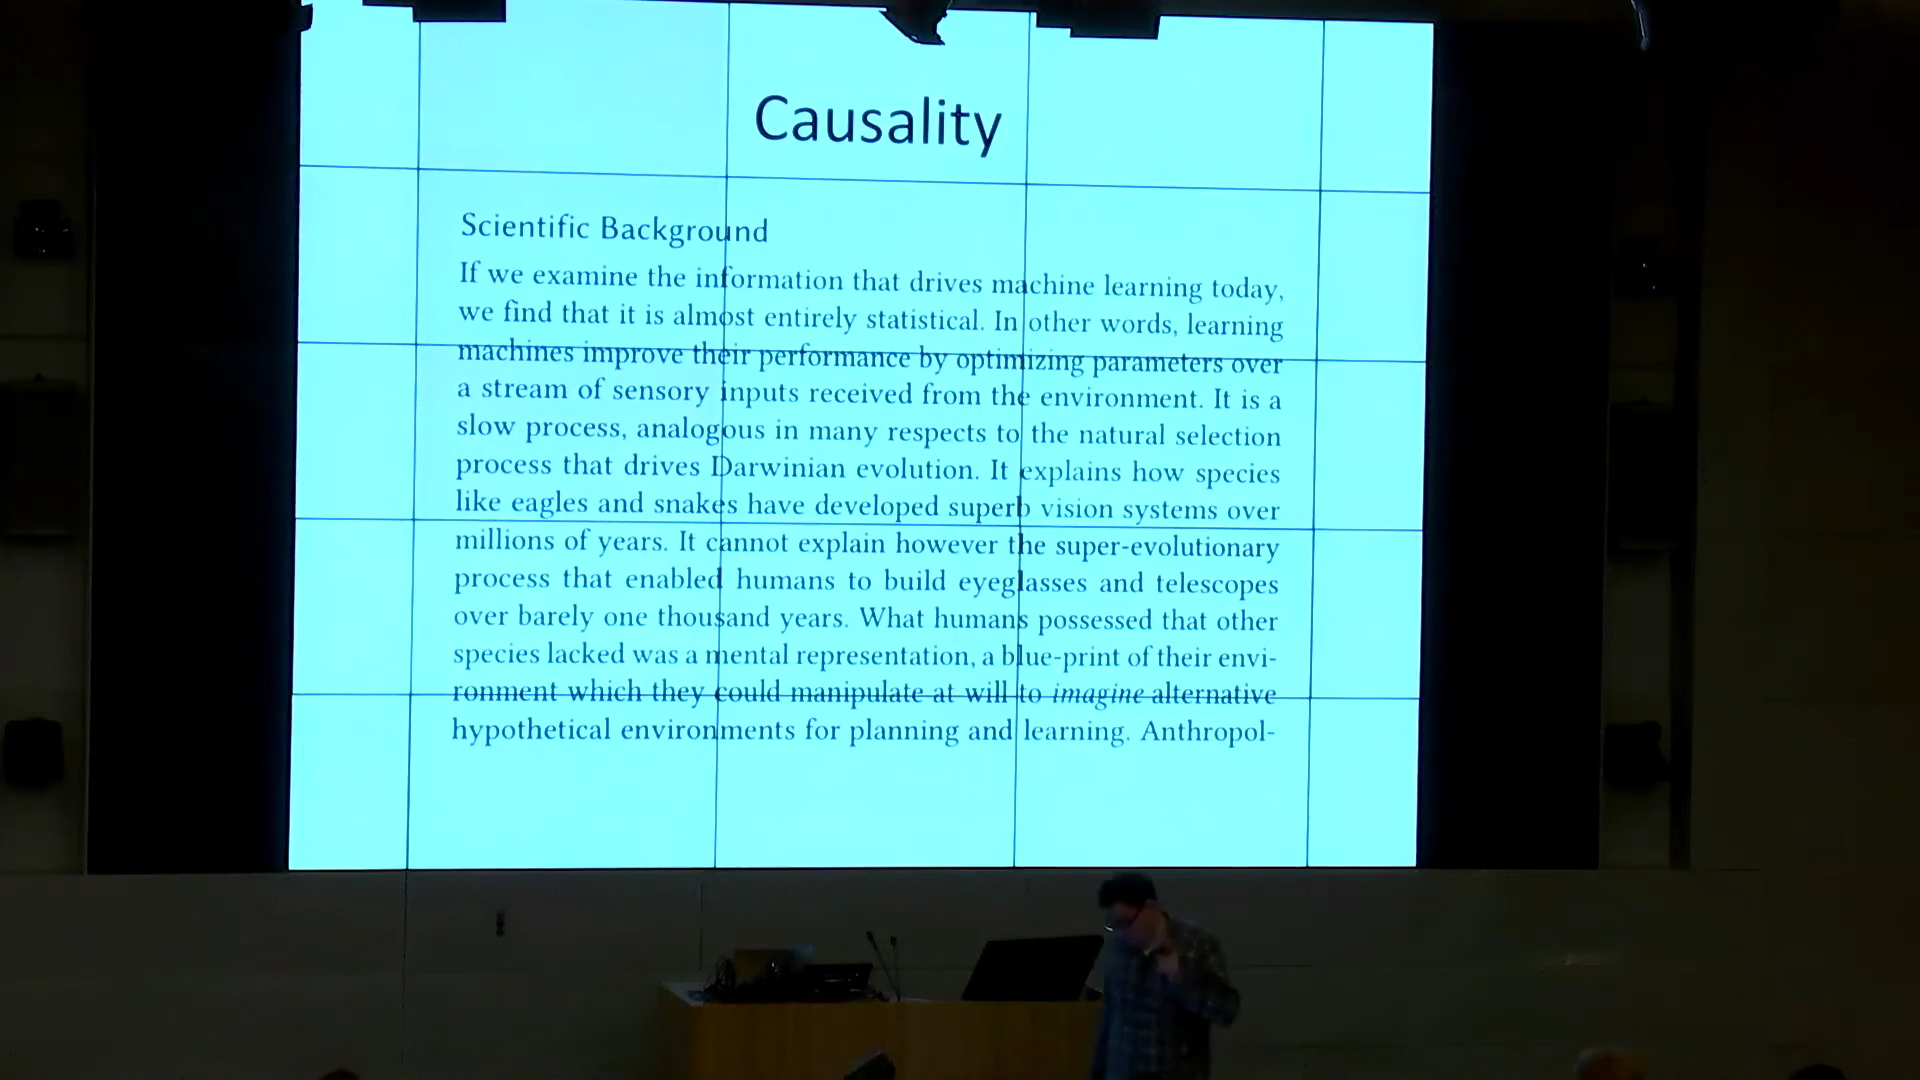 Causality
Scientific Background
If we examine the information that drives machine learning today,
we find that it is almost entirely statistical. In other words, learning
machines improve their performance by optimizing parameters over
a stream of sensory inputs received from the environment. It is a
slow process, analogous in many respects to the natural selection
process that drives Darwinian evolution. It explains how species
like eagles and snakes have developed superb vision systems over
millions of years. It cannot explain however the super-evolutionary
process that enabled humans to build eyeglasses and telescopes
over barely one thousand years. What humans possessed that other
species lacked was a mental representation, a blue-print of their envi-
ronment which they could manipulate at will to imagine alternative
hypothetical environments for planning and learning. Anthropol-